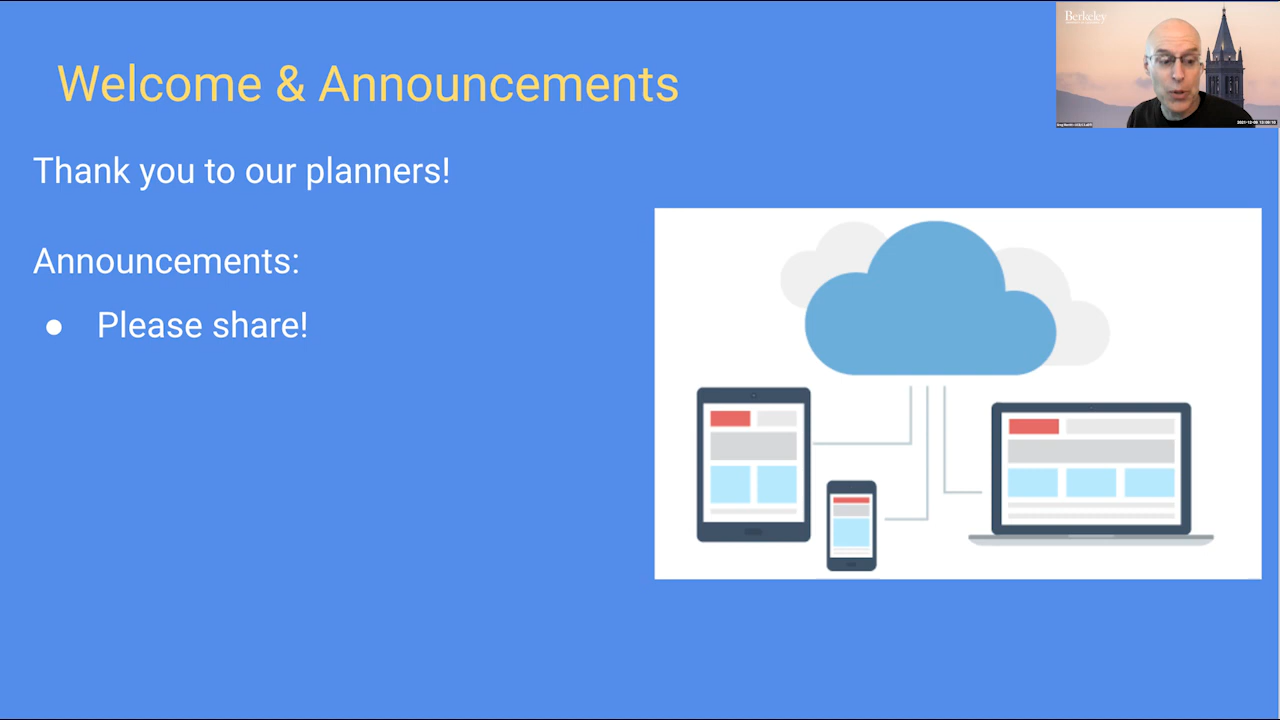 Welcome & Announcements
Thank you to our planners!
Announcements:
● Please share!
Berkeley